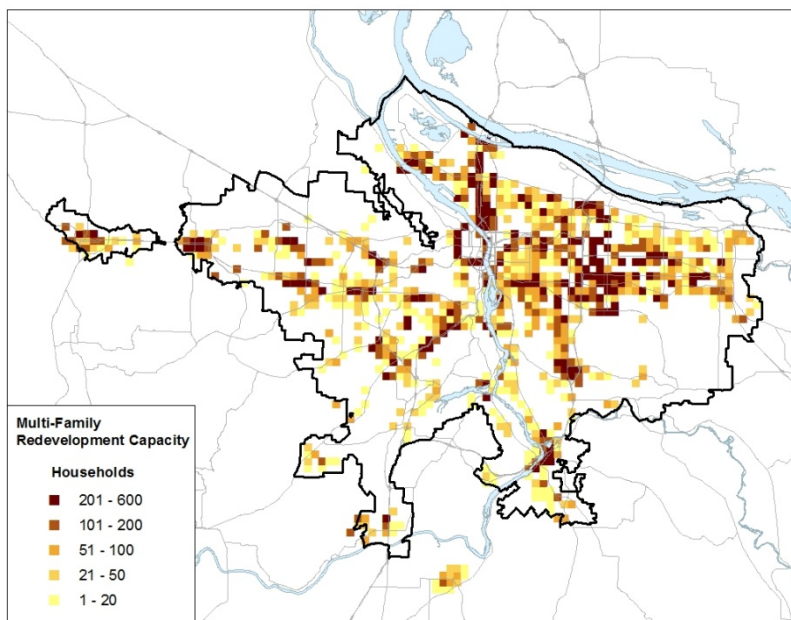 Multi-Family
Redevelopment Capacity
Households
201 - 600
101 - 200
51 - 100
21 - 50
1 - 20